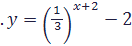 . y = (1/3)^{x+2} − 2